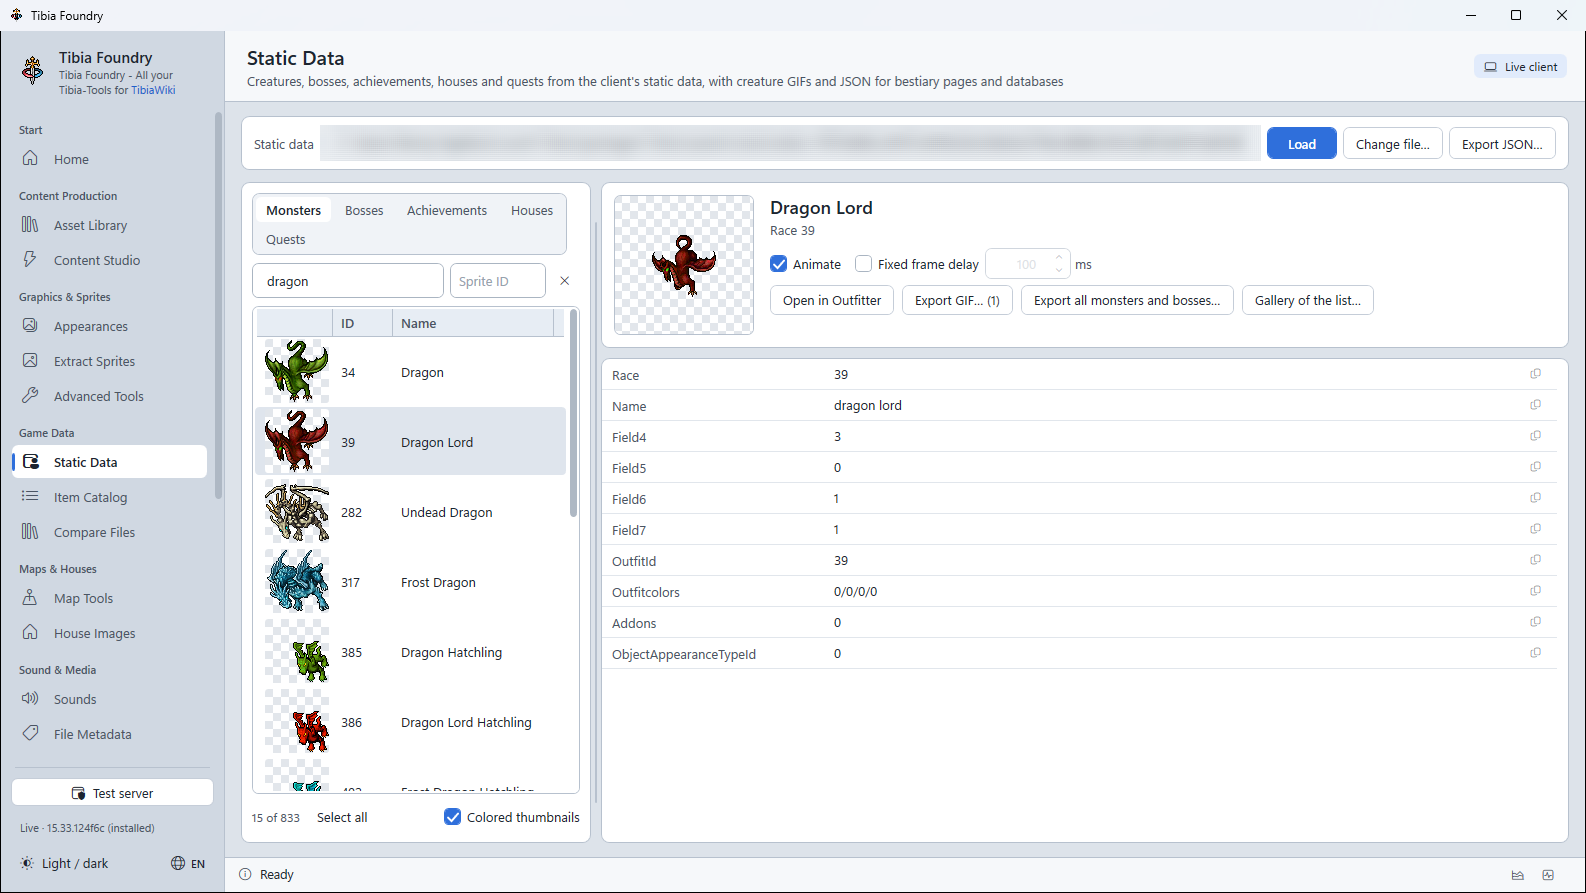 Tibia Foundry
Tibia Foundry
Tibia Foundry - All your
Tibia-Tools for TibiaWiki
Start
Home
Content Production
Asset Library
Content Studio
Graphics & Sprites
Appearances
Extract Sprites
Advanced Tools
Game Data
Static Data
Item Catalog
Compare Files
Maps & Houses
Map Tools
House Images
Sound & Media
Sounds
File Metadata
Test server
Live · 15.33.124f6c (installed)
Light / dark
EN
Static Data
Creatures, bosses, achievements, houses and quests from the client's static data, with creature GIFs and JSON for bestiary pages and databases
Live client
Static data
Load
Change file...
Export JSON...
Monsters Bosses Achievements Houses
Quests
dragon
Sprite ID
ID Name
34 Dragon
39 Dragon Lord
282 Undead Dragon
317 Frost Dragon
385 Dragon Hatchling
386 Dragon Lord Hatchling
15 of 833 Select all Colored thumbnails
Dragon Lord
Race 39
Animate Fixed frame delay 100 ms
Open in Outfitter Export GIF... (1) Export all monsters and bosses... Gallery of the list...
Race 39
Name dragon lord
Field4 3
Field5 0
Field6 1
Field7 1
OutfitId 39
Outfitcolors 0/0/0/0
Addons 0
ObjectAppearanceTypeId 0
Ready